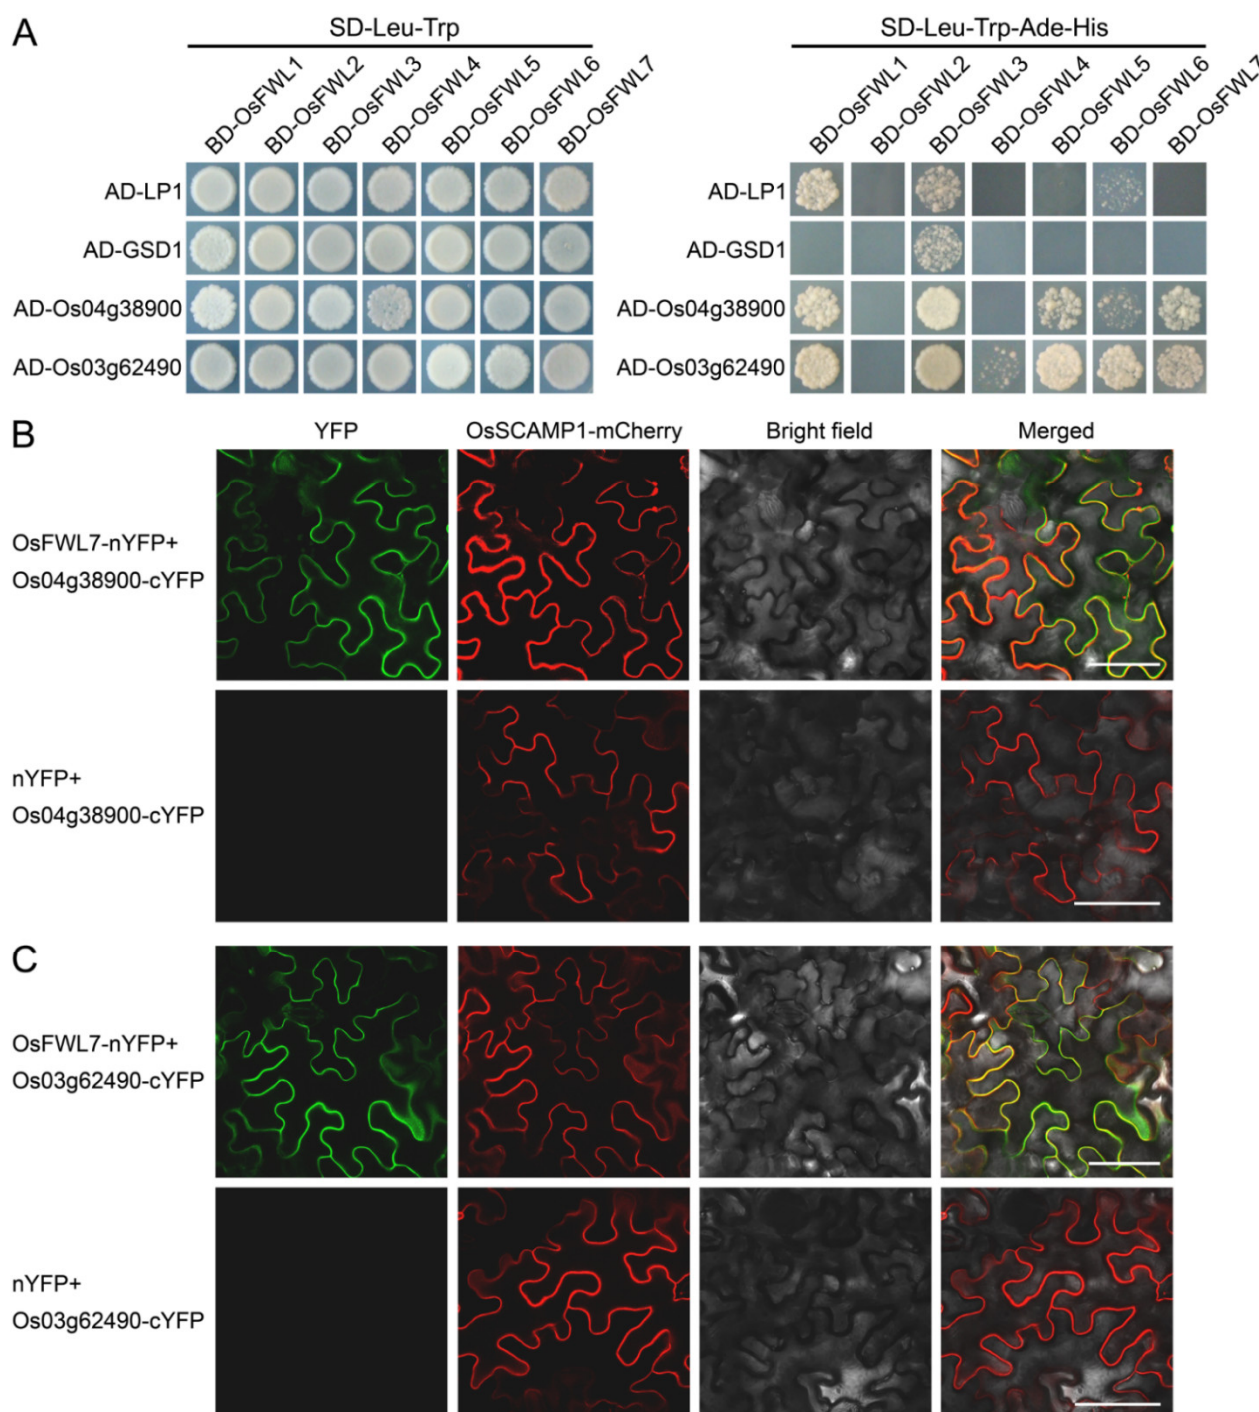 A
SD-Leu-Trp
SD-Leu-Trp-Ade-His
BD-OsFWL1
BD-OsFWL2
BD-OsFWL3
BD-OsFWL4
BD-OsFWL5
BD-OsFWL6
BD-OsFWL7
BD-OsFWL1
BD-OsFWL2
BD-OsFWL3
BD-OsFWL4
BD-OsFWL5
BD-OsFWL6
BD-OsFWL7
AD-LP1
AD-LP1
AD-GSD1
AD-GSD1
AD-Os04g38900
AD-Os04g38900
AD-Os03g62490
AD-Os03g62490
B
YFP
OsSCAMP1-mCherry
Bright field
Merged
OsFWL7-nYFP+
Os04g38900-cYFP
nYFP+
Os04g38900-cYFP
C
OsFWL7-nYFP+
Os03g62490-cYFP
nYFP+
Os03g62490-cYFP